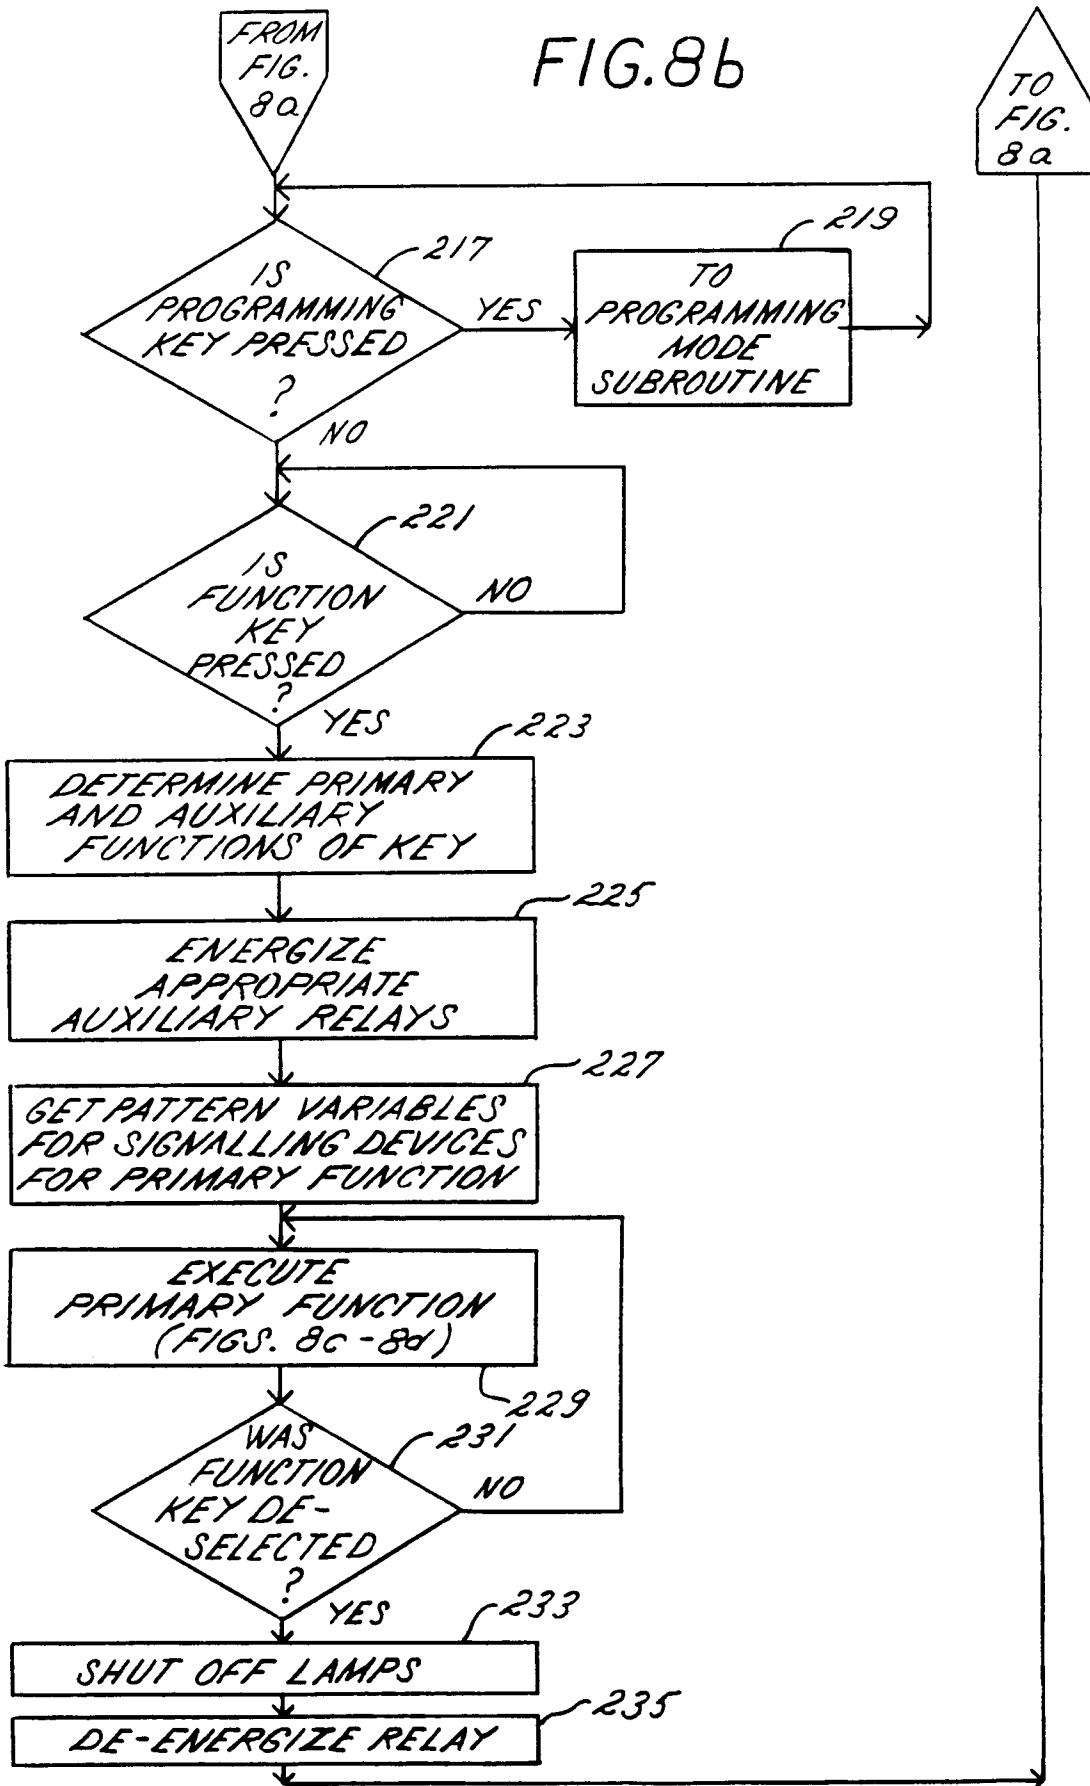 FROM
FIG.
8a
FIG.8b
TO
FIG.
8a
217
IS
PROGRAMMING
KEY PRESSED
?
YES
NO
219
TO
PROGRAMMING
MODE
SUBROUTINE
221
IS
FUNCTION
KEY
PRESSED
?
NO
YES
223
DETERMINE PRIMARY
AND AUXILIARY
FUNCTIONS OF KEY
225
ENERGIZE
APPROPRIATE
AUXILIARY RELAYS
227
GET PATTERN VARIABLES
FOR SIGNALLING DEVICES
FOR PRIMARY FUNCTION
EXECUTE
PRIMARY FUNCTION
(FIGS. 8c-8d)
229
231
WAS
FUNCTION
KEY DE-
SELECTED
?
NO
YES
233
SHUT OFF LAMPS
235
DE-ENERGIZE RELAY